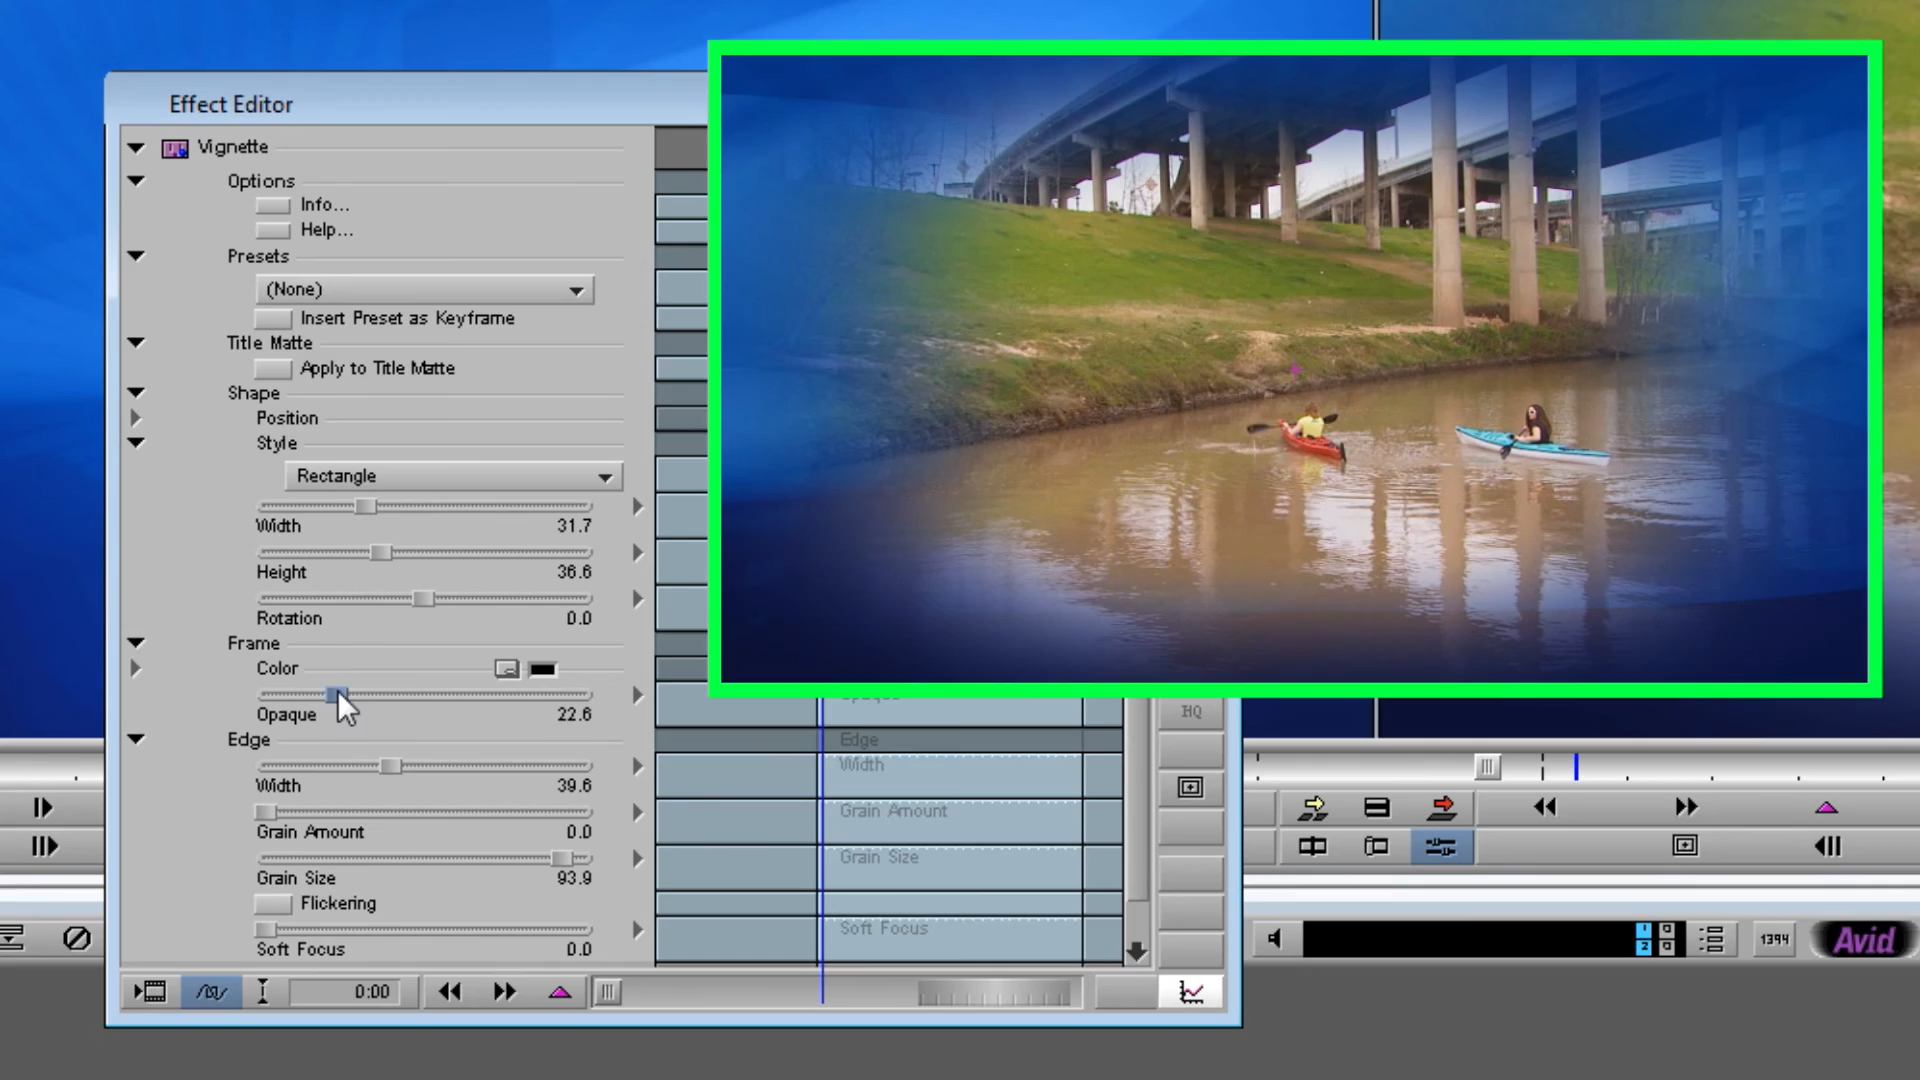 Effect Editor
Vignette
Options
Info...
Help...
Presets
(None)
Insert Preset as Keyframe
Title Matte
Apply to Title Matte
Shape
Position
Style
Rectangle
Width 31.7
Height 36.6
Rotation 0.0
Frame
Color
Opaque 22.6
Edge
Width 39.6
Grain Amount 0.0
Grain Size 93.9
Flickering
Soft Focus 0.0
0:00
Opaque
Edge
Width
Grain Amount
Grain Size
Soft Focus
HQ
1
2
1394
Avid